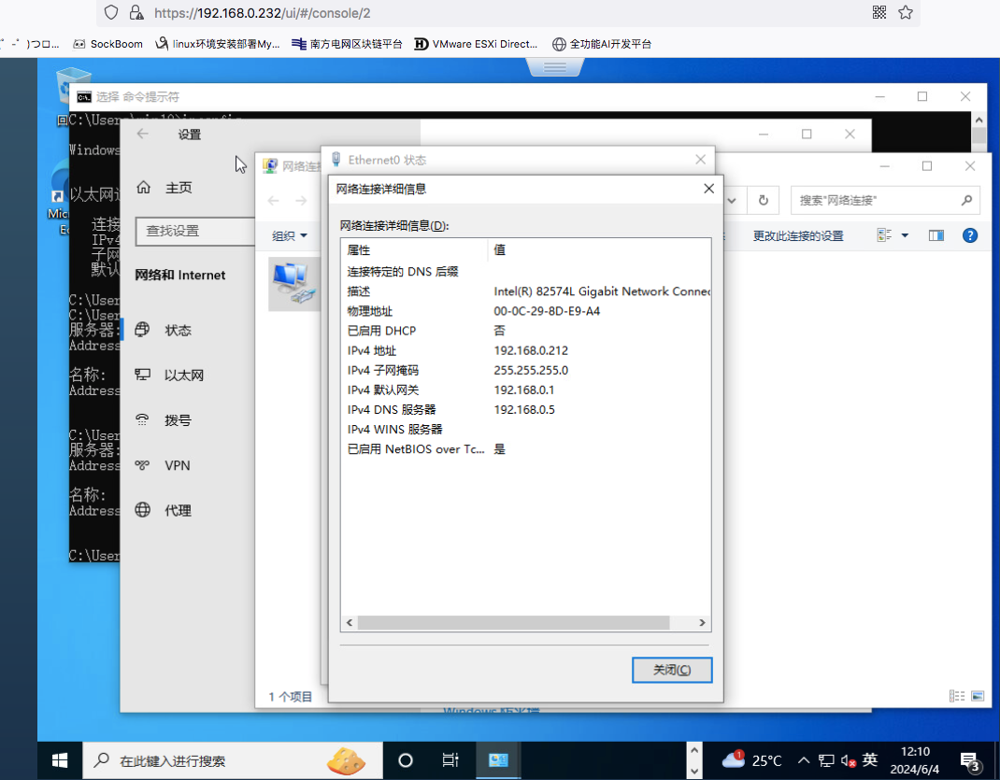 https://192.168.0.232/ui/#/console/2
)つロ...
SockBoom
linux环境安装部署My...
南方电网区块链平台
VMware ESXi Direct...
全功能AI开发平台
选择 命令提示符
C:\Users\win10>ipconfig
Windows
以太网
连接
IPv4
子网
默认
C:\User
C:\User
服务器:
Address
名称:
Address
C:\User
服务器:
Address
名称:
Address
C:\User
设置
主页
查找设置
网络和 Internet
状态
以太网
拨号
VPN
代理
网络连接
搜索"网络连接"
组织
更改此连接的设置
1 个项目
Windows 防火墙
Ethernet0 状态
网络连接详细信息
网络连接详细信息(D):
属性 值
连接特定的 DNS 后缀
描述 Intel(R) 82574L Gigabit Network Connec
物理地址 00-0C-29-8D-E9-A4
已启用 DHCP 否
IPv4 地址 192.168.0.212
IPv4 子网掩码 255.255.255.0
IPv4 默认网关 192.168.0.1
IPv4 DNS 服务器 192.168.0.5
IPv4 WINS 服务器
已启用 NetBIOS over Tc... 是
关闭(C)
在此键入进行搜索
1
25°C
英
12:10
2024/6/4
3